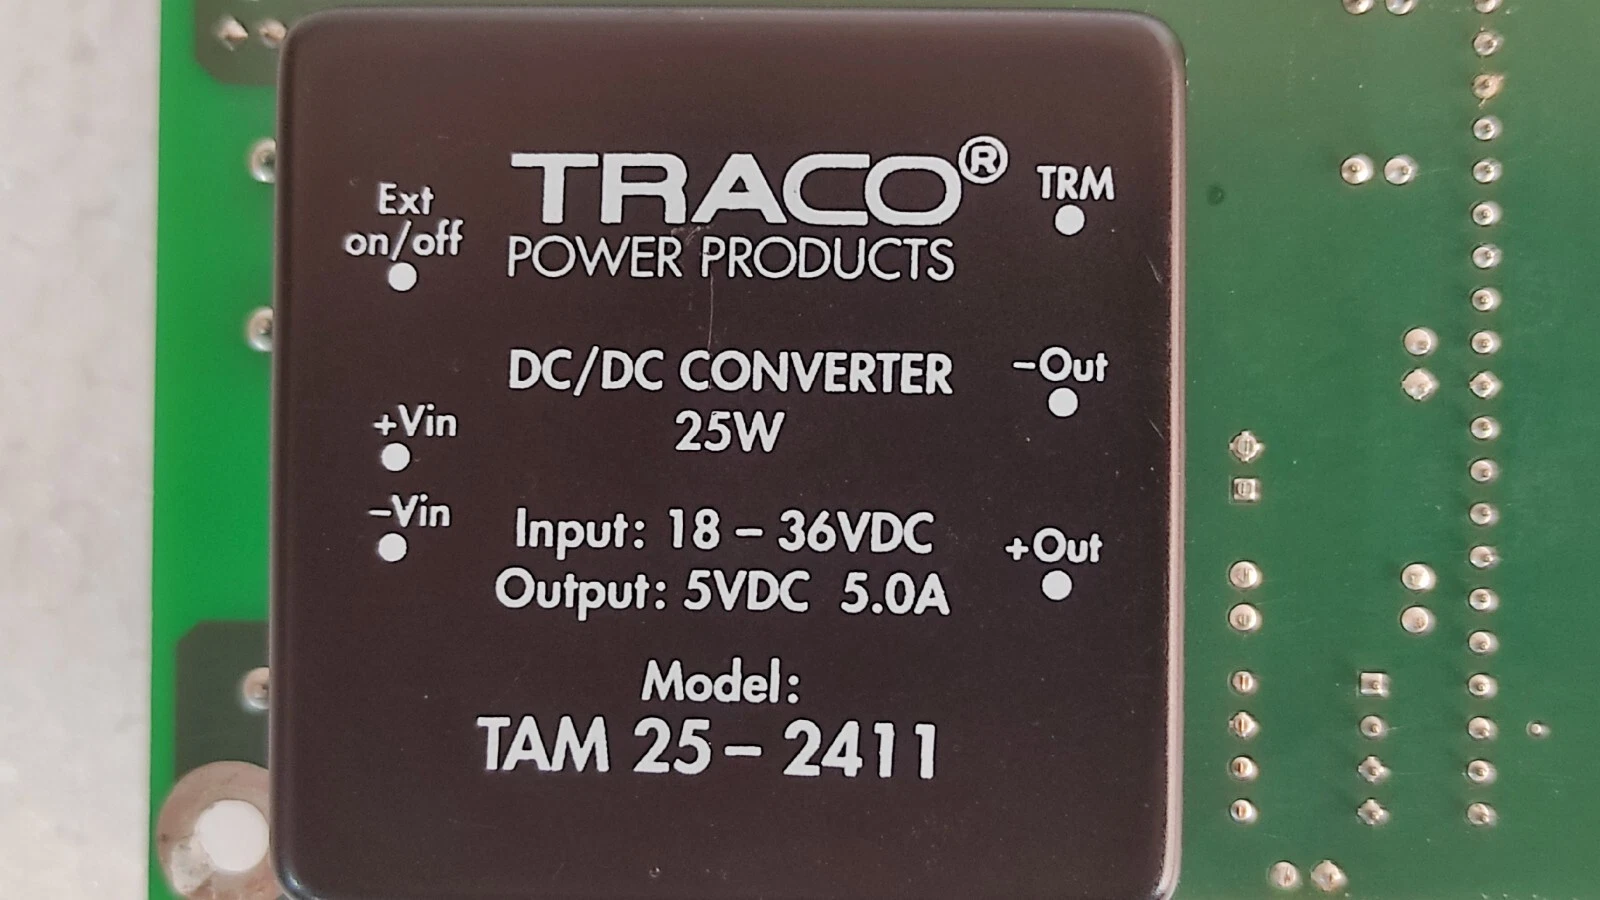 TRACO®
POWER PRODUCTS
Ext
on/off
TRM
DC/DC CONVERTER
25W
–Out
+Vin
–Vin
Input: 18 – 36VDC
Output: 5VDC 5.0A
+Out
Model:
TAM 25 – 2411